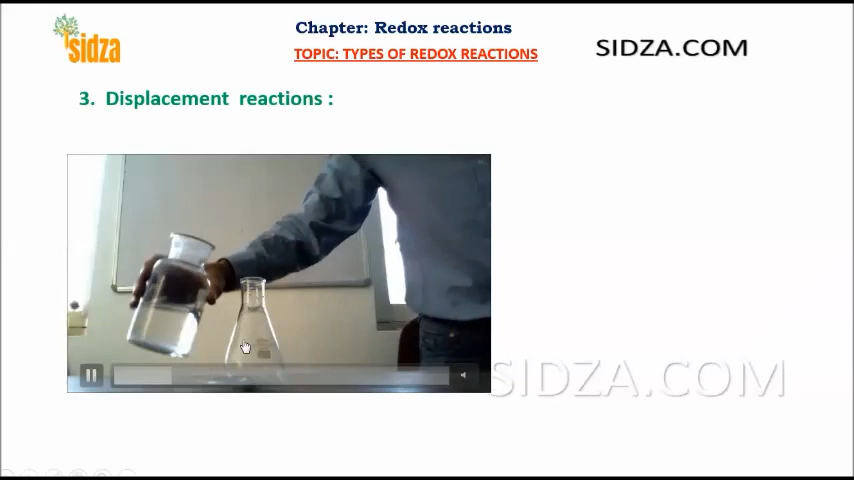 sidza
Chapter: Redox reactions
TOPIC: TYPES OF REDOX REACTIONS
SIDZA.COM
3. Displacement reactions :
SIDZA.COM